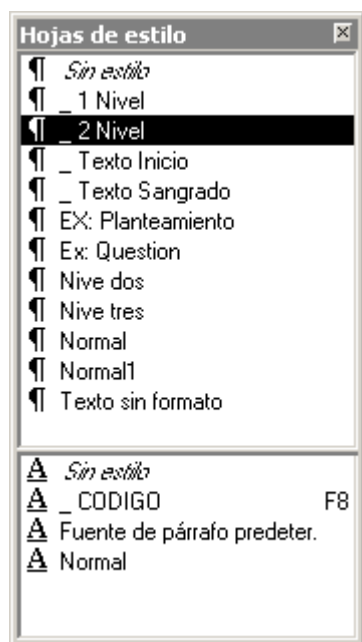 Hojas de estilo
¶ Sin estilo
¶ _ 1 Nivel
¶ _ 2 Nivel
¶ _ Texto Inicio
¶ _ Texto Sangrado
¶ EX: Planteamiento
¶ Ex: Question
¶ Nive dos
¶ Nive tres
¶ Normal
¶ Normal1
¶ Texto sin formato
A Sin estilo
A _ CODIGO F8
A Fuente de párrafo predeter.
A Normal